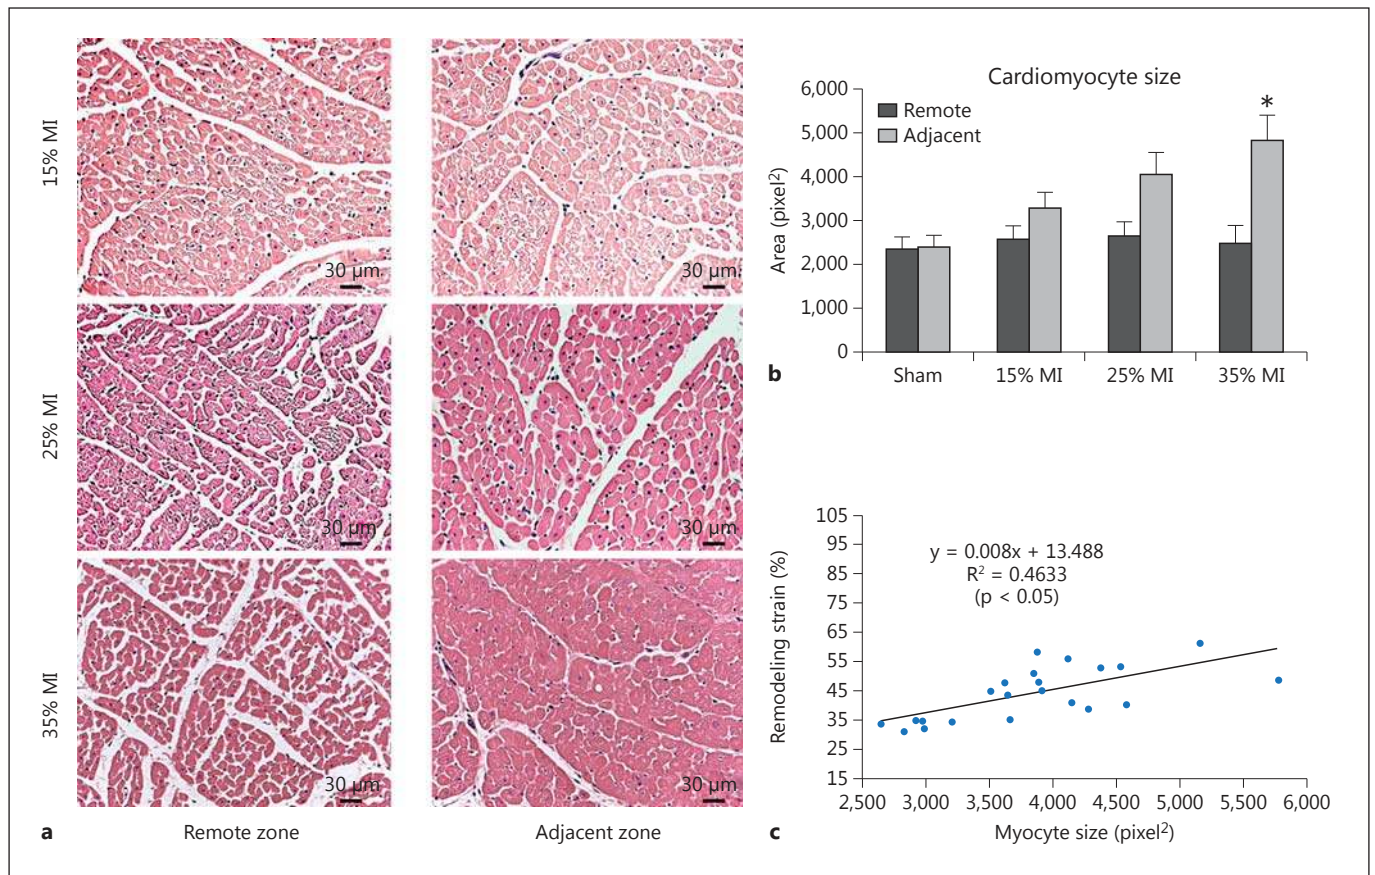 15% MI
30 µm
30 µm
25% MI
30 µm
30 µm
35% MI
30 µm
30 µm
a
Remote zone
Adjacent zone
Cardiomyocyte size
Remote
Adjacent
*
Area (pixel²)
6,000
5,000
4,000
3,000
2,000
1,000
0
Sham
15% MI
25% MI
35% MI
b
Remodeling strain (%)
105
95
85
75
65
55
45
35
25
15
y = 0.008x + 13.488
R² = 0.4633
(p < 0.05)
2,500
3,000
3,500
4,000
4,500
5,000
5,500
6,000
Myocyte size (pixel²)
c